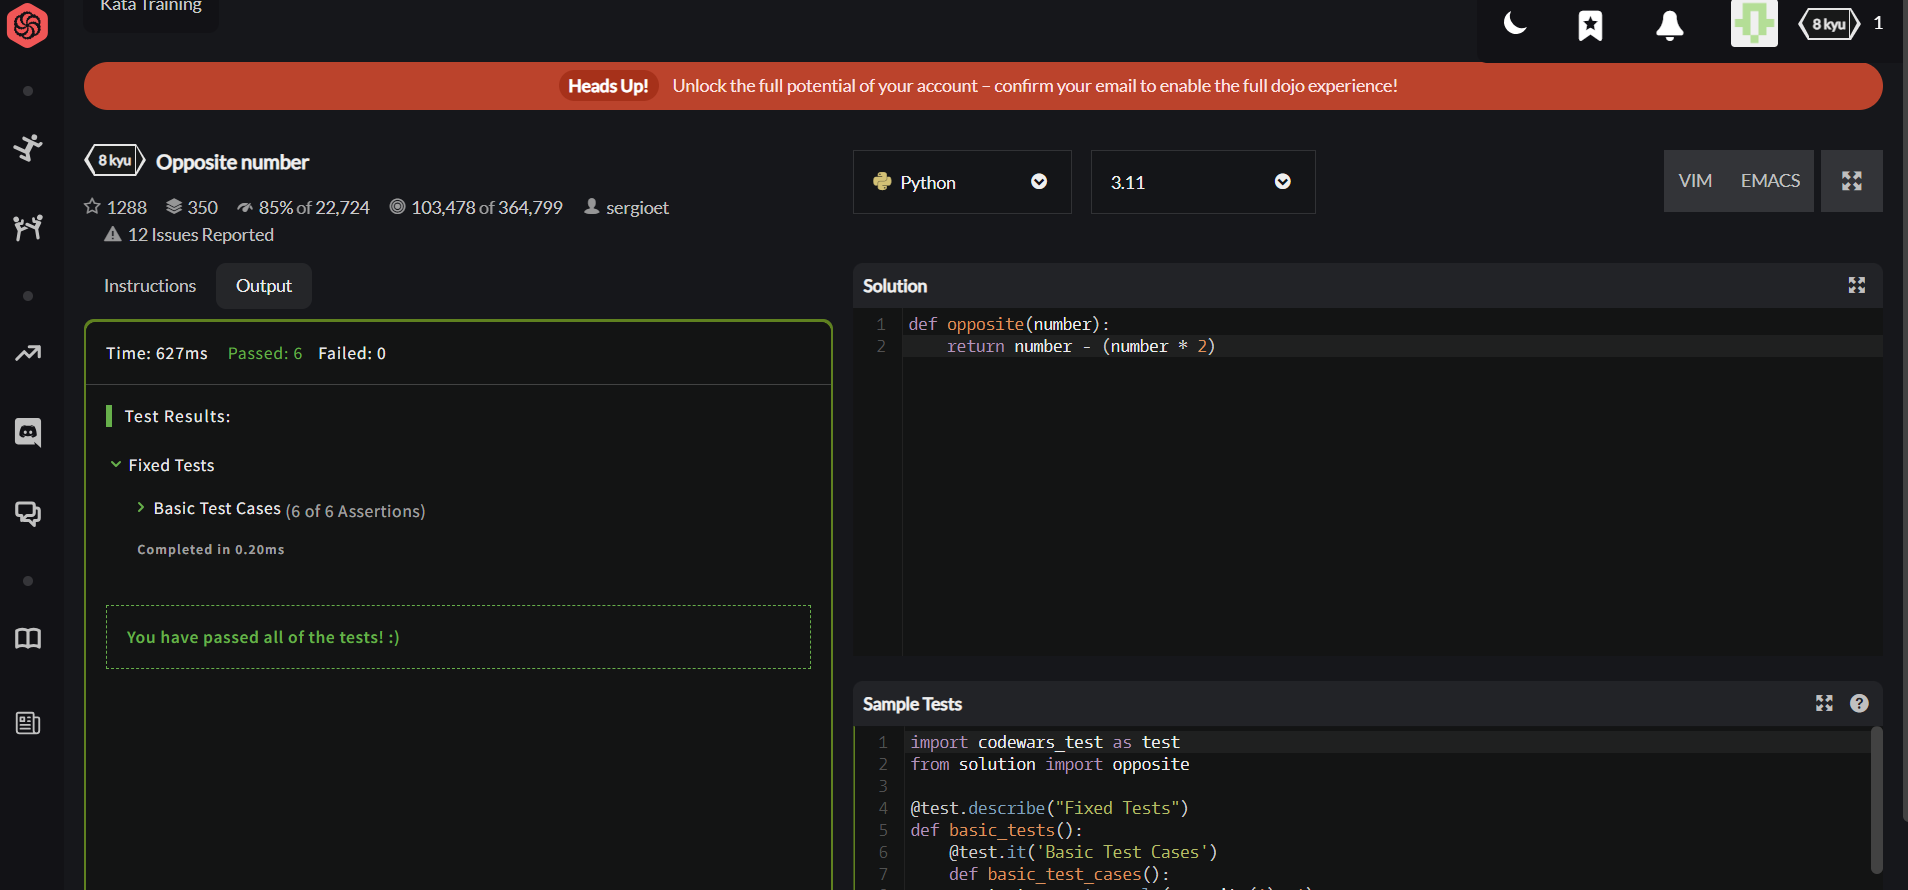 Kata Training
8 kyu 1
Heads Up! Unlock the full potential of your account – confirm your email to enable the full dojo experience!
8 kyu Opposite number
1288 350 85% of 22,724 103,478 of 364,799 sergioet
12 Issues Reported
Python 3.11 VIM EMACS
Instructions Output
Time: 627ms Passed: 6 Failed: 0
Test Results:
Fixed Tests
Basic Test Cases (6 of 6 Assertions)
Completed in 0.20ms
You have passed all of the tests! :)
Solution
1 def opposite(number):
2     return number - (number * 2)
Sample Tests
1 import codewars_test as test
2 from solution import opposite
3
4 @test.describe("Fixed Tests")
5 def basic_tests():
6     @test.it('Basic Test Cases')
7     def basic_test_cases():